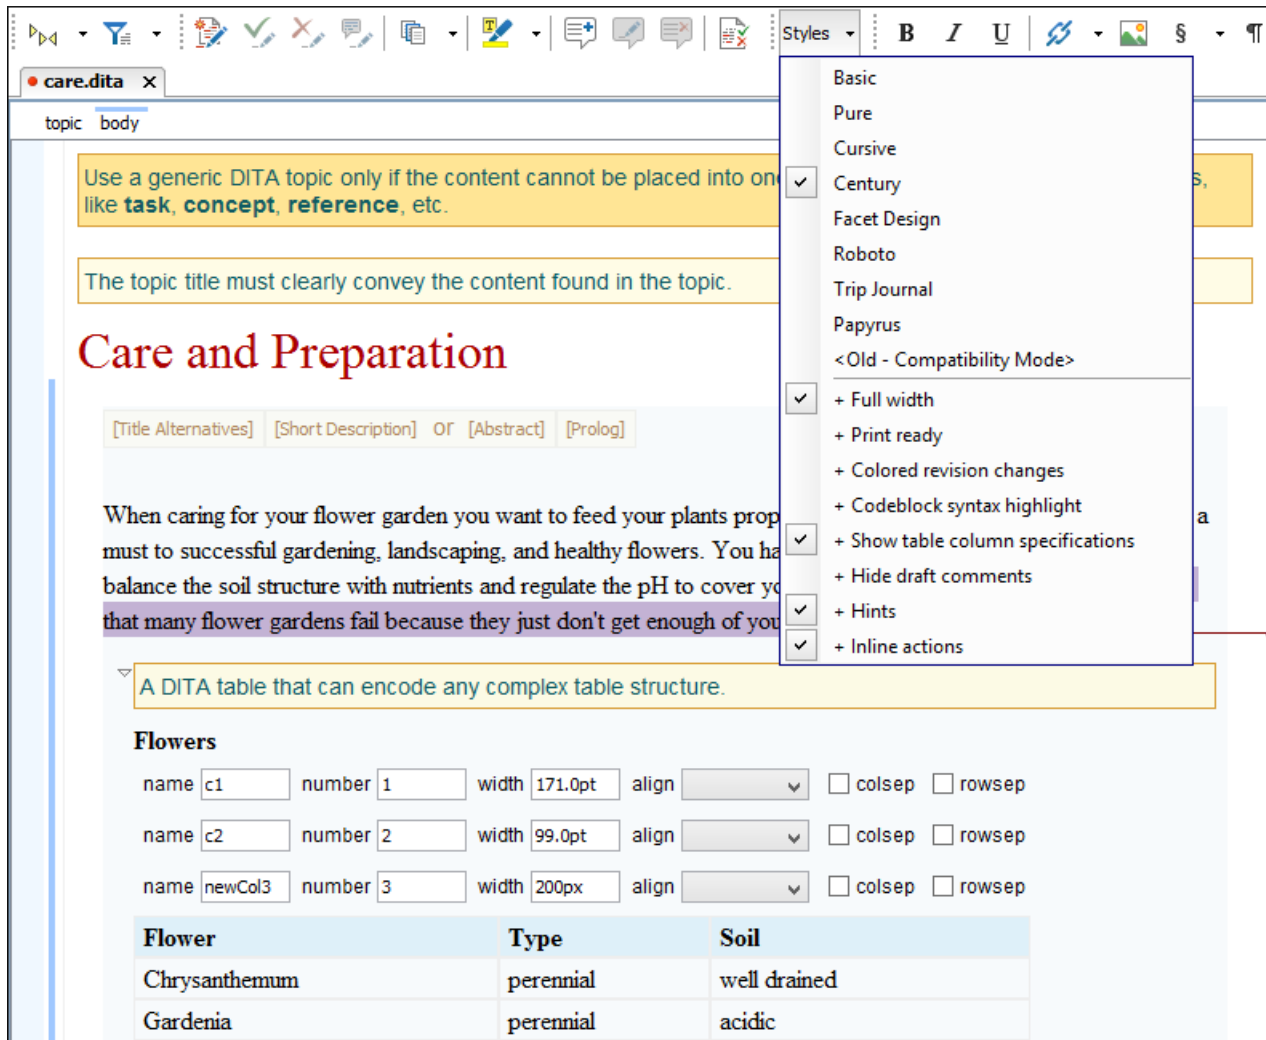 Styles B I U § ¶
care.dita X
topic body
Use a generic DITA topic only if the content cannot be placed into one
s,
like task, concept, reference, etc.
The topic title must clearly convey the content found in the topic.
Care and Preparation
[Title Alternatives] [Short Description] or [Abstract] [Prolog]
When caring for your flower garden you want to feed your plants prop
a
must to successful gardening, landscaping, and healthy flowers. You ha
balance the soil structure with nutrients and regulate the pH to cover yo
that many flower gardens fail because they just don't get enough of you
Basic
Pure
Cursive
Century
Facet Design
Roboto
Trip Journal
Papyrus
<Old - Compatibility Mode>
+ Full width
+ Print ready
+ Colored revision changes
+ Codeblock syntax highlight
+ Show table column specifications
+ Hide draft comments
+ Hints
+ Inline actions
A DITA table that can encode any complex table structure.
Flowers
name c1 number 1 width 171.0pt align colsep rowsep
name c2 number 2 width 99.0pt align colsep rowsep
name newCol3 number 3 width 200px align colsep rowsep
Flower Type Soil
Chrysanthemum perennial well drained
Gardenia perennial acidic